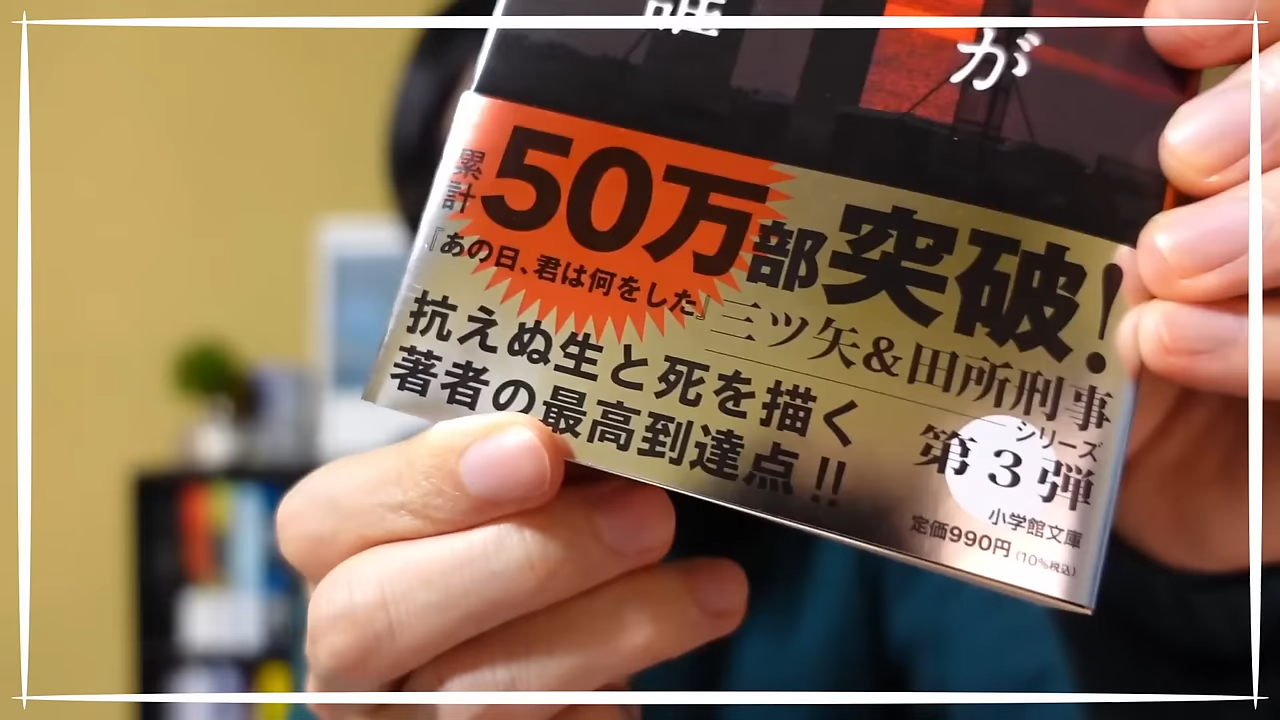 誰
が
累計50万部突破!
『あの日、君は何をした』三ツ矢&田所刑事
シリーズ
第3弾
抗えぬ生と死を描く
著者の最高到達点!!
小学館文庫
定価990円(10%税込)